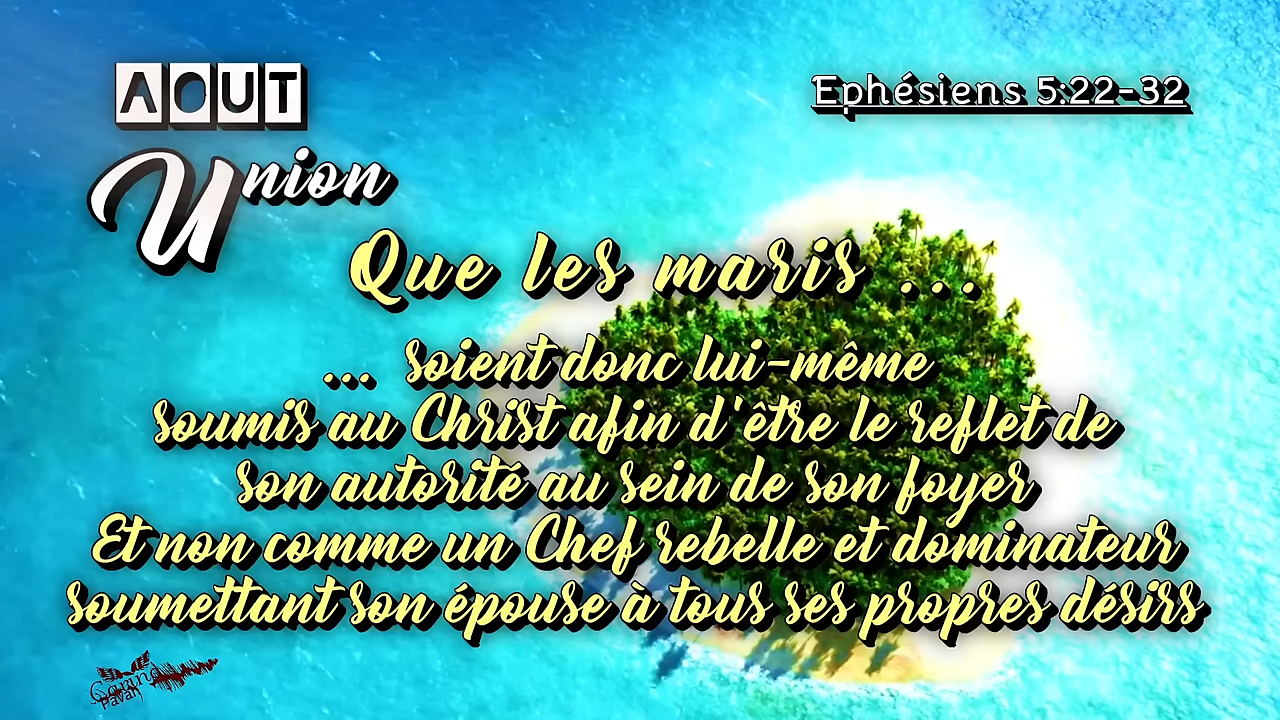 AOUT
Ephésiens 5:22-32
Union
Que les maris ...
... soient donc lui-même
soumis au Christ afin d'être le reflet de
son autorité au sein de son foyer
Et non comme un Chef rebelle et dominateur
soumettant son épouse à tous ses propres désirs